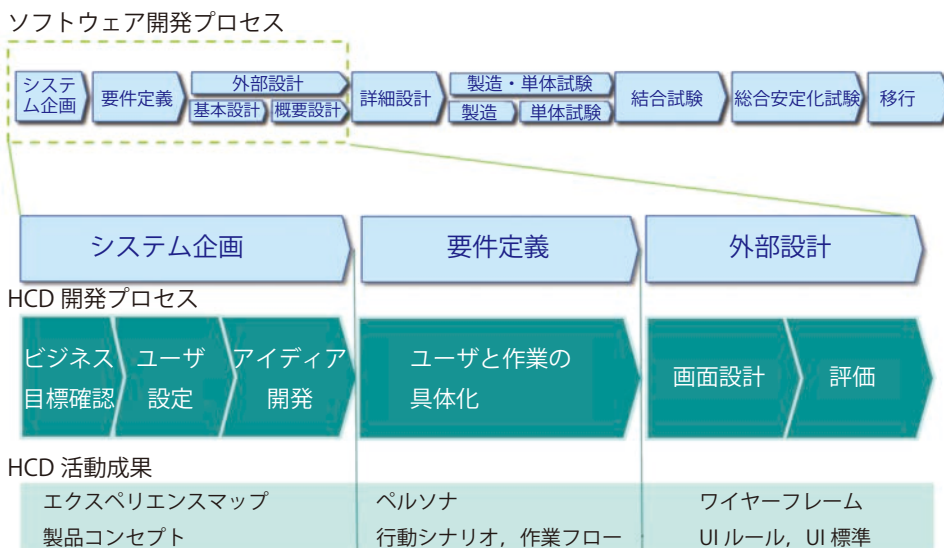 ソフトウェア開発プロセス
システム企画
要件定義
外部設計
基本設計
概要設計
詳細設計
製造・単体試験
製造
単体試験
結合試験
総合安定化試験
移行
システム企画
要件定義
外部設計
HCD 開発プロセス
ビジネス
目標確認
ユーザ
設定
アイディア
開発
ユーザと作業の
具体化
画面設計
評価
HCD 活動成果
エクスペリエンスマップ
製品コンセプト
ペルソナ
行動シナリオ，作業フロー
ワイヤーフレーム
UI ルール，UI 標準